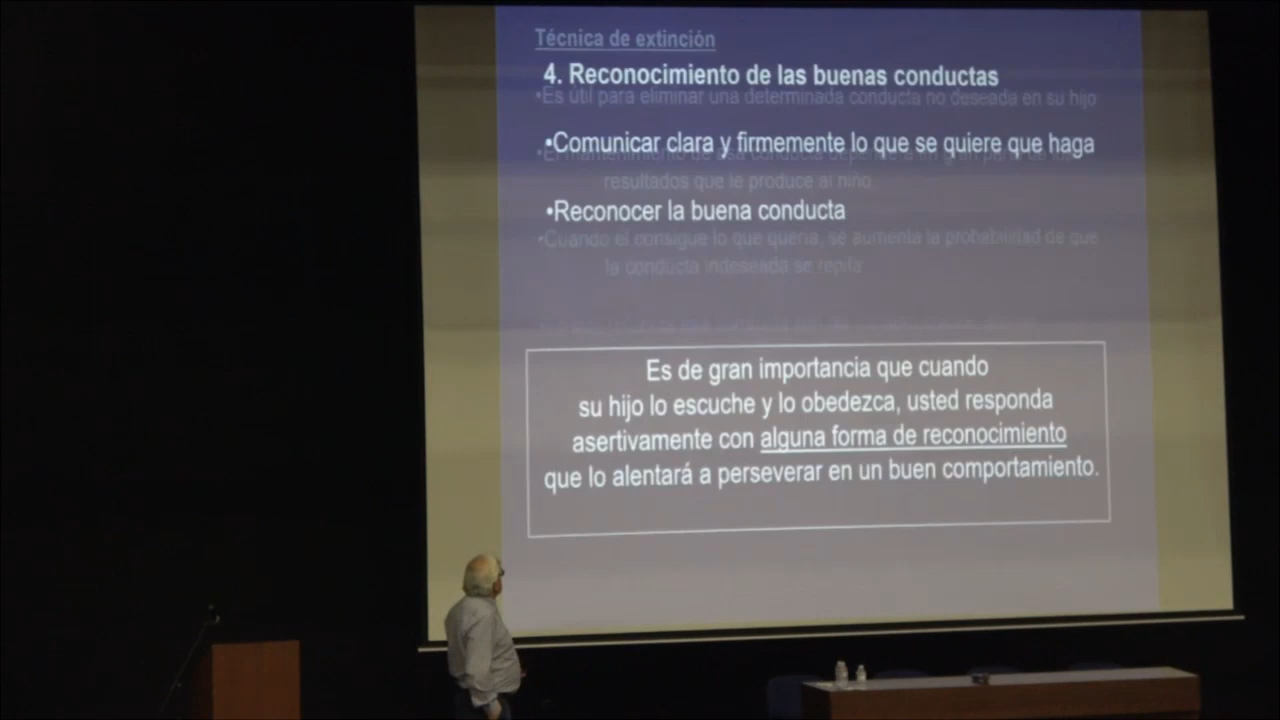 Técnica de extinción
4. Reconocimiento de las buenas conductas
•Es útil para eliminar una determinada conducta no deseada en su hijo
•Comunicar clara y firmemente lo que se quiere que haga
•El mantenimiento de esa conducta depende en gran parte de los
resultados que le produce al niño
•Reconocer la buena conducta
•Cuando él consigue lo que quería, se aumenta la probabilidad de que
la conducta indeseada se repita
Es de gran importancia que cuando
su hijo lo escuche y lo obedezca, usted responda
asertivamente con alguna forma de reconocimiento
que lo alentará a perseverar en un buen comportamiento.